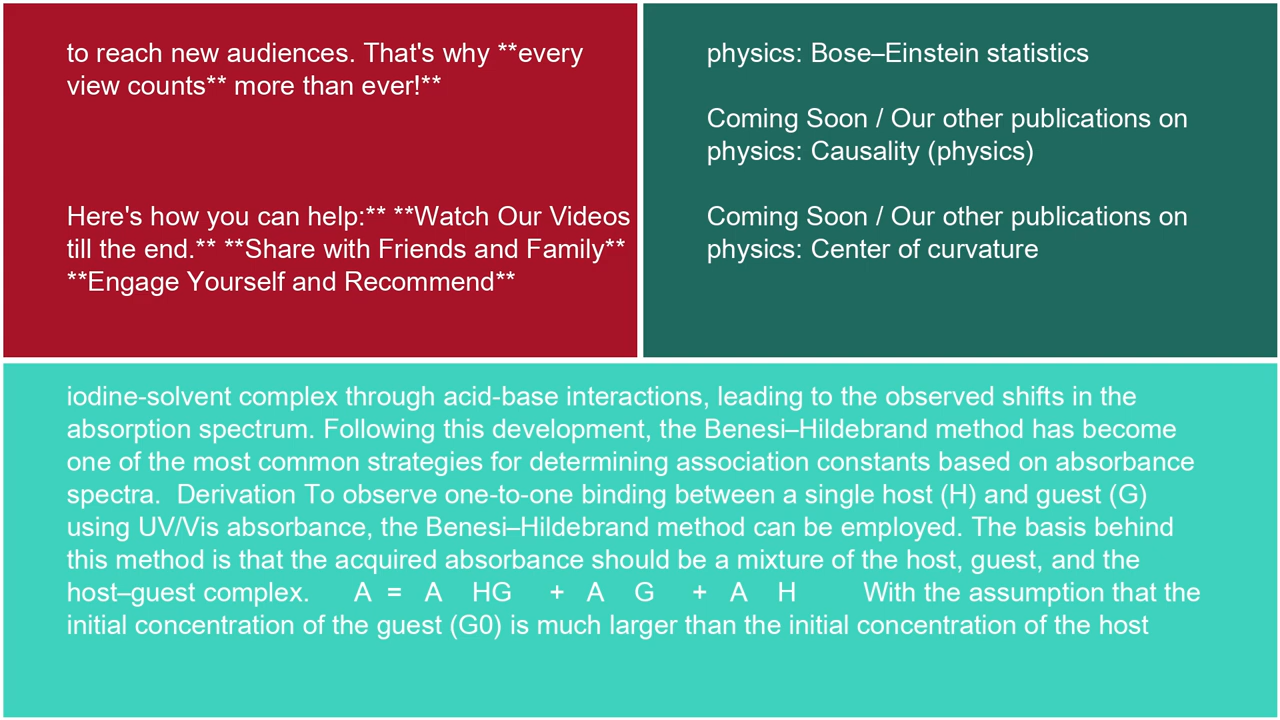 to reach new audiences. That's why **every
view counts** more than ever!**
Here's how you can help:** **Watch Our Videos
till the end.** **Share with Friends and Family**
**Engage Yourself and Recommend**
physics: Bose–Einstein statistics
Coming Soon / Our other publications on
physics: Causality (physics)
Coming Soon / Our other publications on
physics: Center of curvature
iodine-solvent complex through acid-base interactions, leading to the observed shifts in the
absorption spectrum. Following this development, the Benesi–Hildebrand method has become
one of the most common strategies for determining association constants based on absorbance
spectra.  Derivation To observe one-to-one binding between a single host (H) and guest (G)
using UV/Vis absorbance, the Benesi–Hildebrand method can be employed. The basis behind
this method is that the acquired absorbance should be a mixture of the host, guest, and the
host–guest complex.      A  =   A    HG     +   A    G     +   A    H         With the assumption that the
initial concentration of the guest (G0) is much larger than the initial concentration of the host